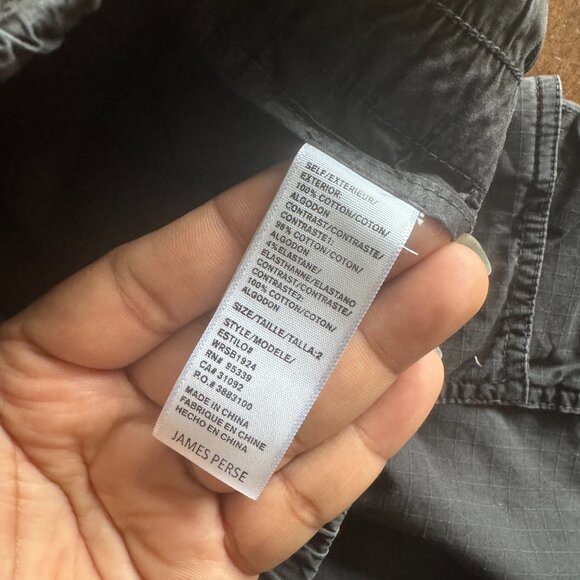 SELF/EXTERIEUR/
EXTERIOR:
100% COTTON/COTON/
ALGODON
CONTRAST/CONTRASTE/
CONTRASTE1:
96% COTTON/COTON/
ALGODON
4% ELASTANE/
ELASTHANNE/ELASTANO
CONTRAST/CONTRASTE/
CONTRASTE2:
100% COTTON/COTON/
ALGODON
SIZE/TAILLE/TALLA:2
STYLE/MODELE/
ESTILO#
WRSB1924
RN# 95339
CA# 31092
P.O.# 3883100
MADE IN CHINA
FABRIQUE EN CHINE
HECHO EN CHINA
JAMES PERSE